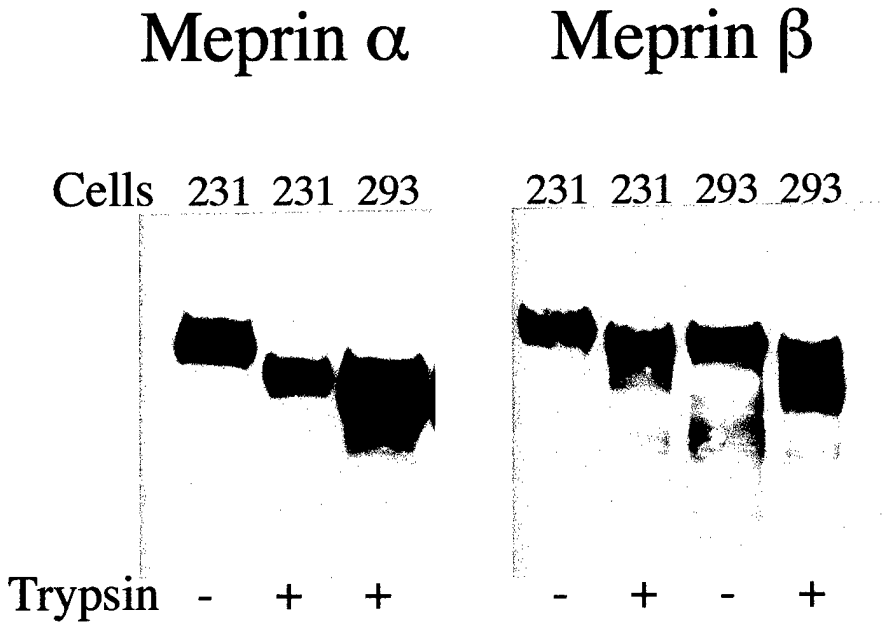 Meprin α Meprin β
Cells 231 231 293 231 231 293 293
Trypsin - + + - + - +